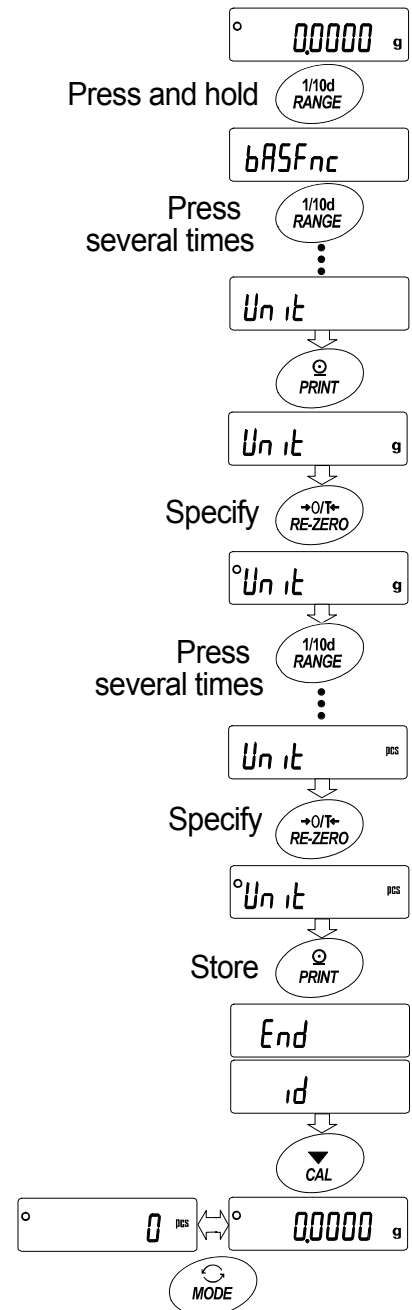 0.0000 g
Press and hold
1/10d
RANGE
bASFnc
Press
several times
1/10d
RANGE
Unit
PRINT
Unit g
Specify
→0/T←
RE-ZERO
Unit g
Press
several times
1/10d
RANGE
Unit pcs
Specify
→0/T←
RE-ZERO
Unit pcs
Store
PRINT
End
id
CAL
0 pcs
0.0000 g
MODE